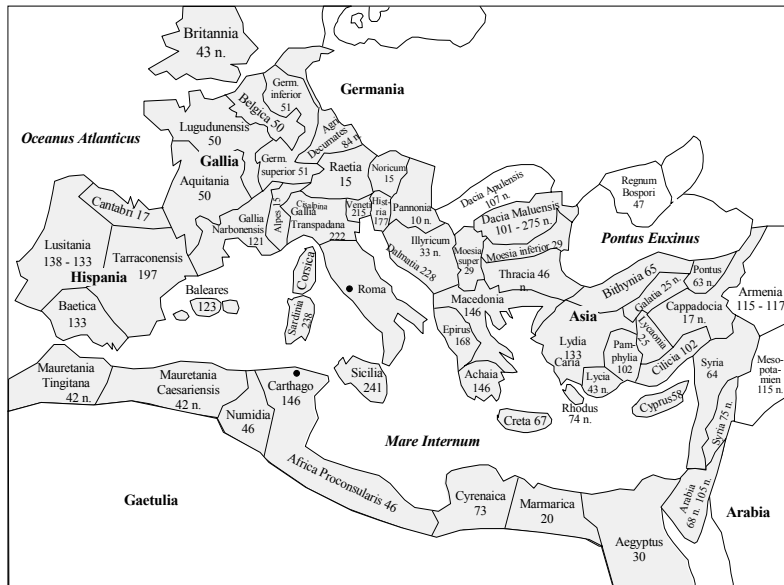 Britannia
43 n.
Germania
Oceanus Atlanticus
Germ.
inferior
51
Belgica 50
Lugudunensis
50
Agri
Decumates
84 n.
Gallia
Germ.
superior 51
Raetia
15
Noricum
15
Aquitania
50
Cantabri 17
Gallia
Narbonensis
121
Alpes 15
Cisalpina
Gallia
Transpadana
222
Veneti
215
Hist-
ria
177
Pannonia
10 n.
Dacia Apulensis
107 n.
Dacia Maluensis
101 - 275 n.
Regnum
Bospori
47
Lusitania
138 - 133
Tarraconensis
197
Hispania
Baetica
133
Baleares
123
Corsica
Sardinia
238
Roma
Illyricum
33 n.
Dalmatia 228
Moesia
super
29
Moesia inferior 29
Thracia 46
n.
Pontus Euxinus
Macedonia
146
Epirus
168
Achaia
146
Bithynia 65
Pontus
63 n.
Galatia 25 n.
Cappadocia
17 n.
Armenia
115 - 117
Asia
Lydia
133
Caria
Lycaonia
25
Pam-
phylia
102
Cilicia 102
Lycia
43 n.
Rhodus
74 n.
Cyprus58
Syria
64
Meso-
pota-
mien
115 n.
Syria 75 n.
Mauretania
Tingitana
42 n.
Mauretania
Caesariensis
42 n.
Carthago
146
Numidia
46
Sicilia
241
Creta 67
Mare Internum
Africa Proconsularis 46
Gaetulia
Cyrenaica
73
Marmarica
20
Aegyptus
30
Arabia
68 n. 105 n.
Arabia